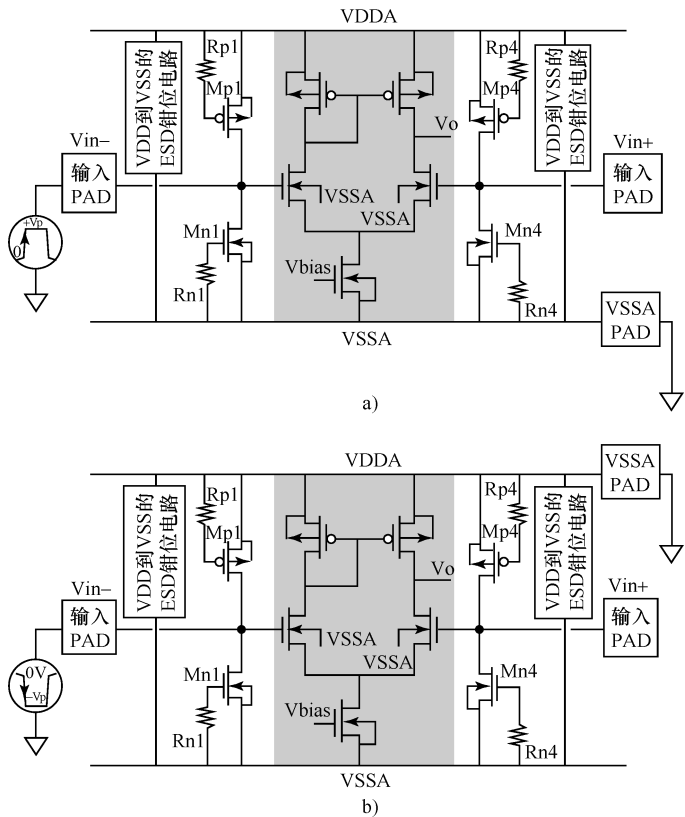 VDDA
Rp1
Mp1
Rp4
Mp4
VDD到VSS的
ESD钳位电路
VDD到VSS的
ESD钳位电路
Vo
Vin–
输入
PAD
Vin+
输入
PAD
VSSA
VSSA
+Vp
0
Mn1
Rn1
Mn4
Rn4
Vbias
VSSA
VSSA
PAD
a)
VDDA
VSSA
PAD
Rp1
Mp1
Rp4
Mp4
VDD到VSS的
ESD钳位电路
VDD到VSS的
ESD钳位电路
Vo
Vin–
输入
PAD
Vin+
输入
PAD
VSSA
VSSA
0V
–Vp
Mn1
Rn1
Mn4
Rn4
Vbias
VSSA
b)